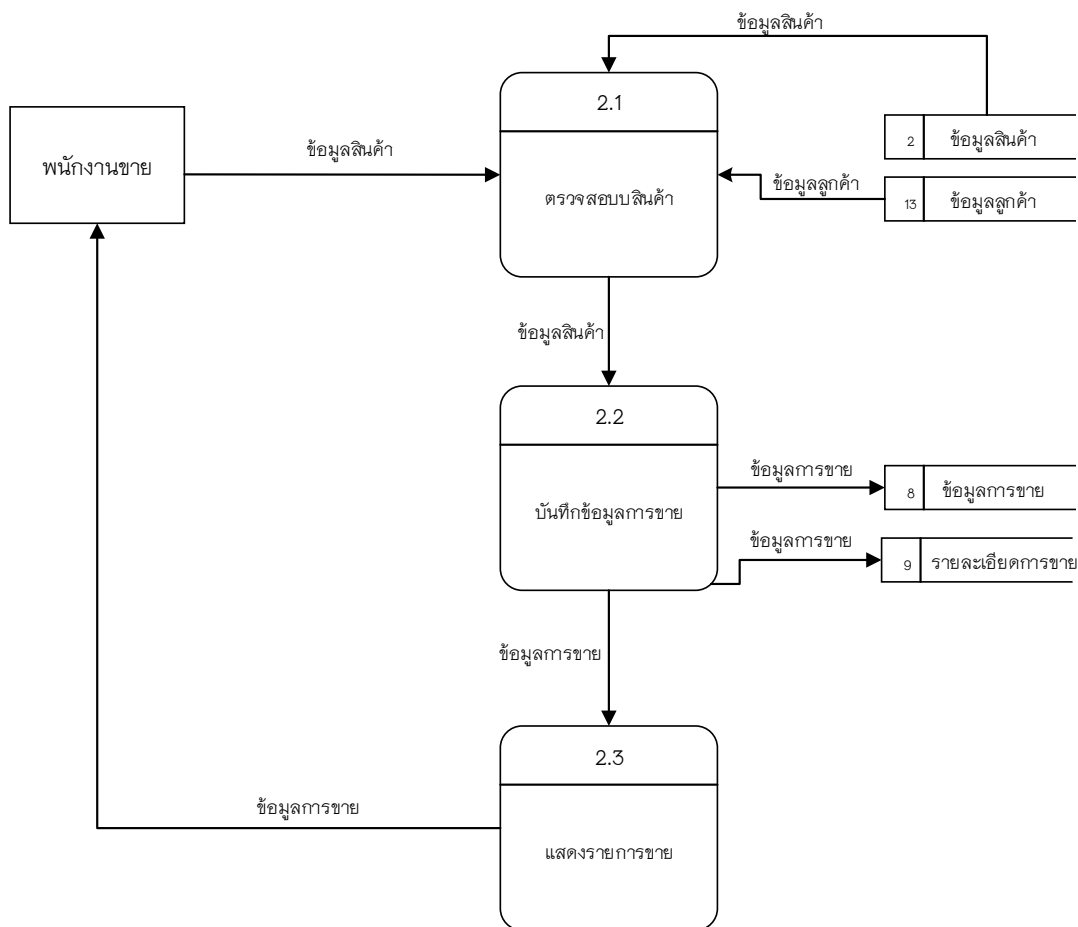 ข้อมูลสินค้า
2.1
2 ข้อมูลสินค้า
พนักงานขาย
ข้อมูลสินค้า
ข้อมูลลูกค้า
13 ข้อมูลลูกค้า
ตรวจสอบบสินค้า
ข้อมูลสินค้า
2.2
ข้อมูลการขาย
8 ข้อมูลการขาย
บันทึกข้อมูลการขาย
ข้อมูลการขาย
9 รายละเอียดการขาย
ข้อมูลการขาย
2.3
ข้อมูลการขาย
แสดงรายการขาย